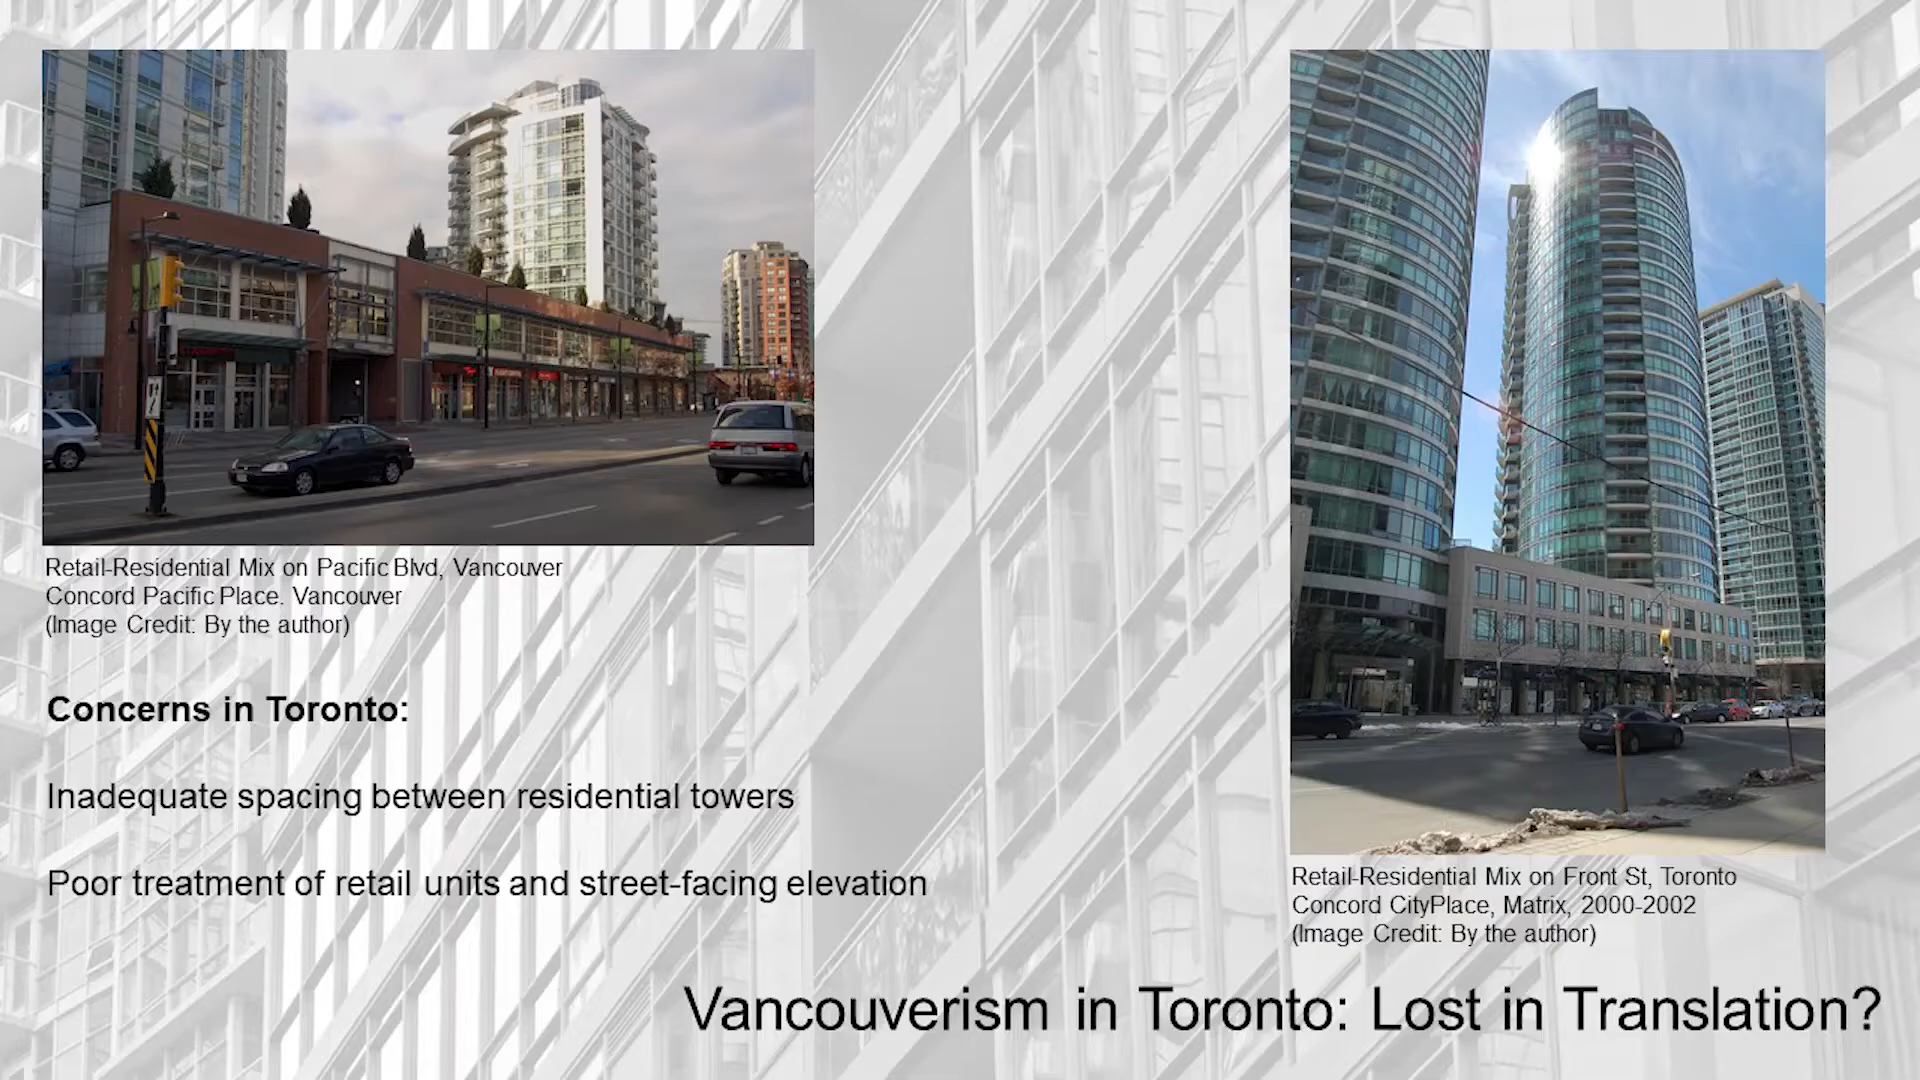 Retail-Residential Mix on Pacific Blvd, Vancouver
Concord Pacific Place. Vancouver
(Image Credit: By the author)
Concerns in Toronto:
Inadequate spacing between residential towers
Poor treatment of retail units and street-facing elevation
Retail-Residential Mix on Front St, Toronto
Concord CityPlace, Matrix, 2000-2002
(Image Credit: By the author)
Vancouverism in Toronto: Lost in Translation?